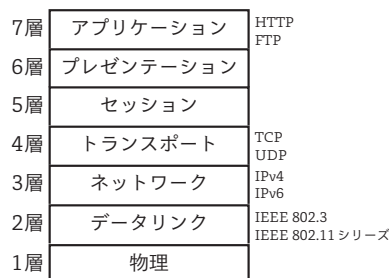 7層 アプリケーション HTTP
FTP
6層 プレゼンテーション
5層 セッション
4層 トランスポート TCP
UDP
3層 ネットワーク IPv4
IPv6
2層 データリンク IEEE 802.3
IEEE 802.11シリーズ
1層 物理